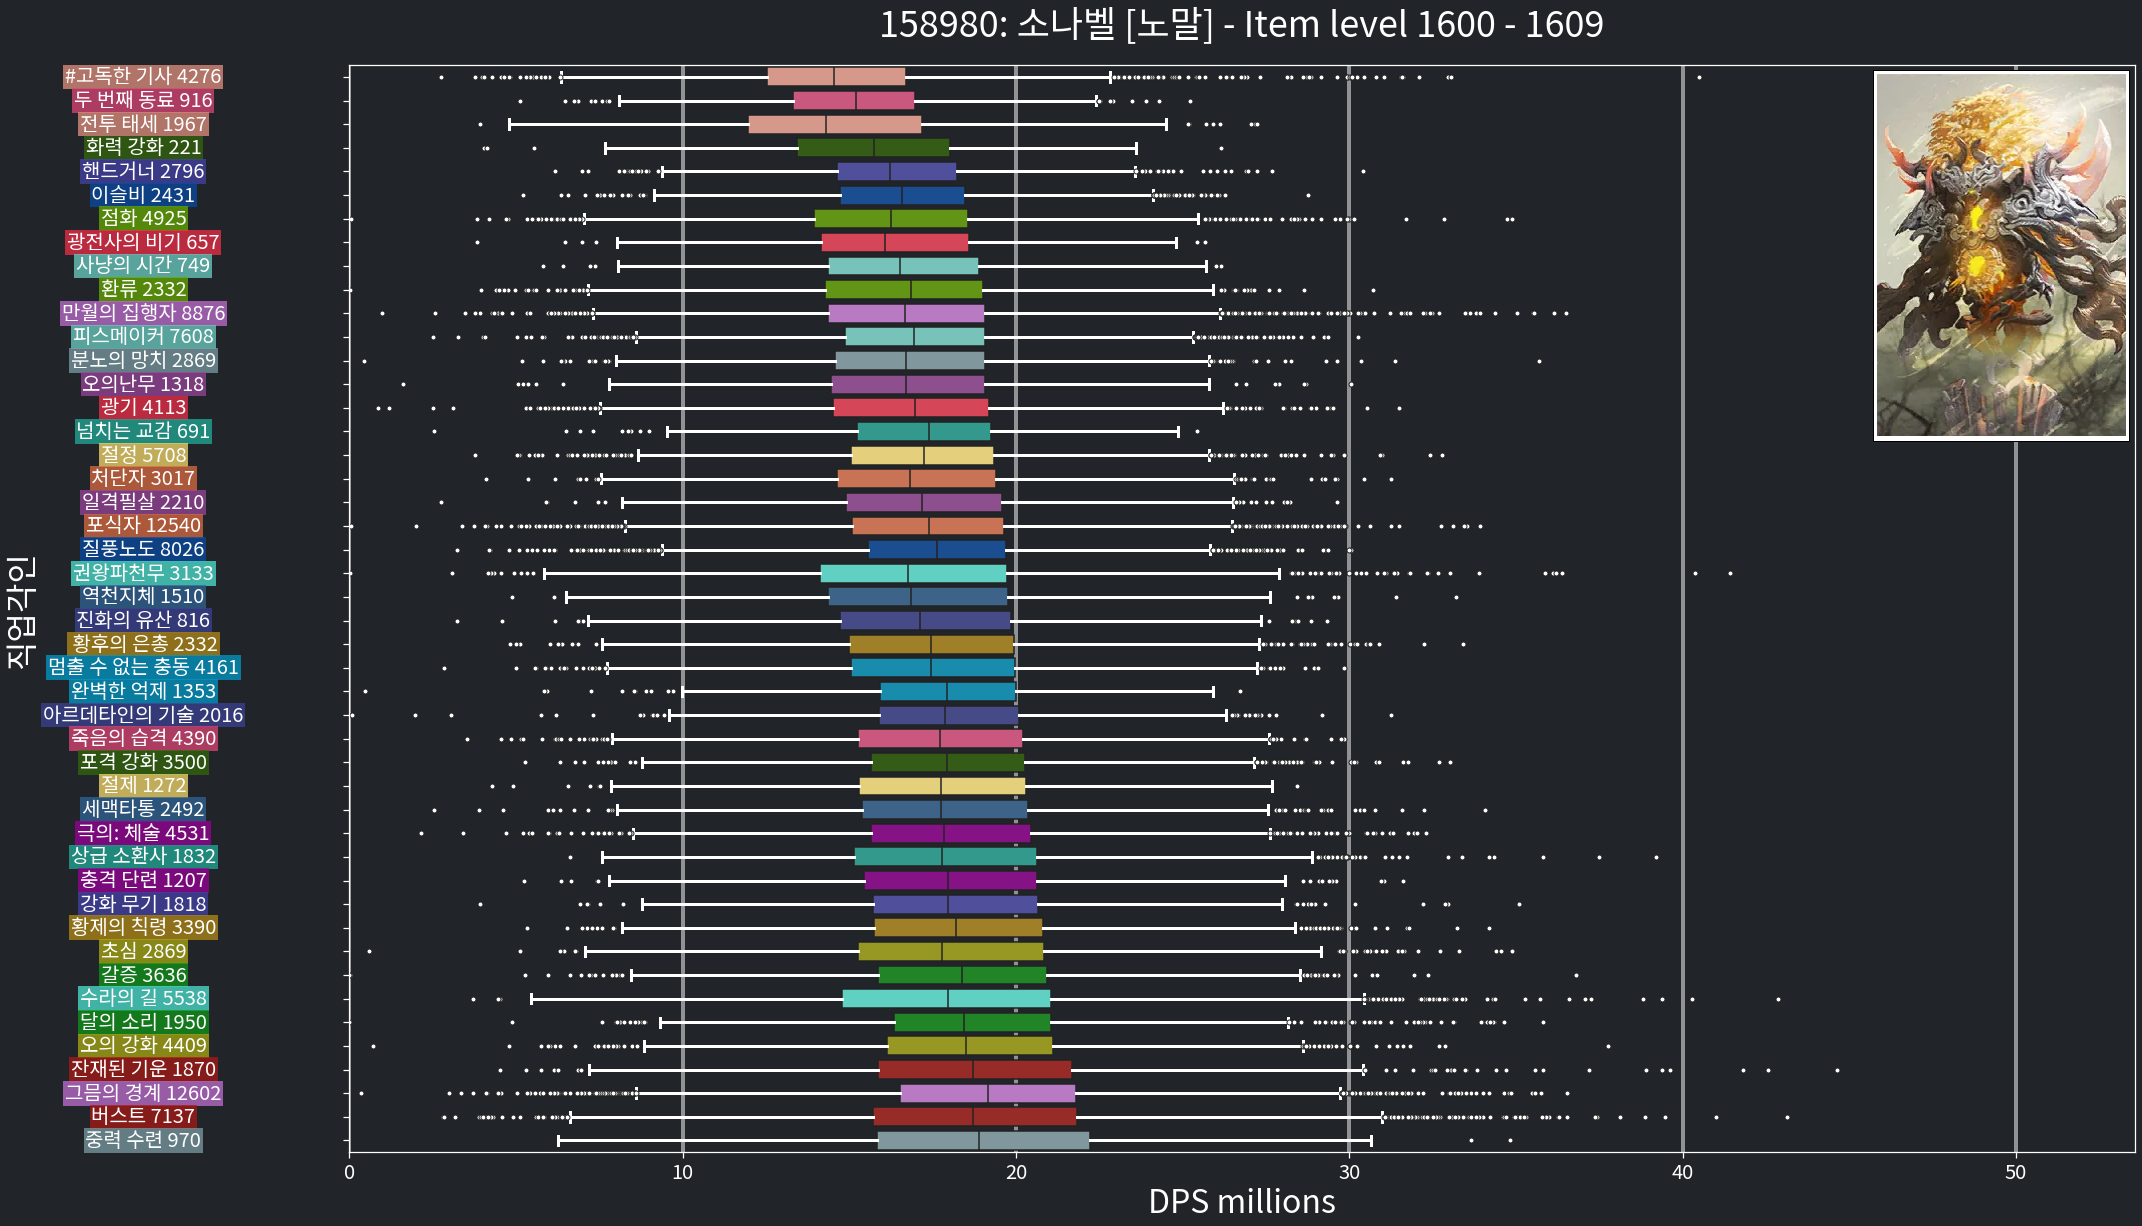 158980: 소나벨 [노말] - Item level 1600 - 1609
#고독한 기사 4276
두 번째 동료 916
전투 태세 1967
화력 강화 221
핸드거너 2796
이슬비 2431
점화 4925
광전사의 비기 657
사냥의 시간 749
환류 2332
만월의 집행자 8876
피스메이커 7608
분노의 망치 2869
오의난무 1318
광기 4113
넘치는 교감 691
절정 5708
처단자 3017
일격필살 2210
포식자 12540
질풍노도 8026
권왕파천무 3133
역천지체 1510
진화의 유산 816
황후의 은총 2332
멈출 수 없는 충동 4161
완벽한 억제 1353
아르데타인의 기술 2016
죽음의 습격 4390
포격 강화 3500
절제 1272
세맥타통 2492
극의: 체술 4531
상급 소환사 1832
충격 단련 1207
강화 무기 1818
황제의 칙령 3390
초심 2869
갈증 3636
수라의 길 5538
달의 소리 1950
오의 강화 4409
잔재된 기운 1870
그믐의 경계 12602
버스트 7137
중력 수련 970
직업각인
0 10 20 30 40 50
DPS millions